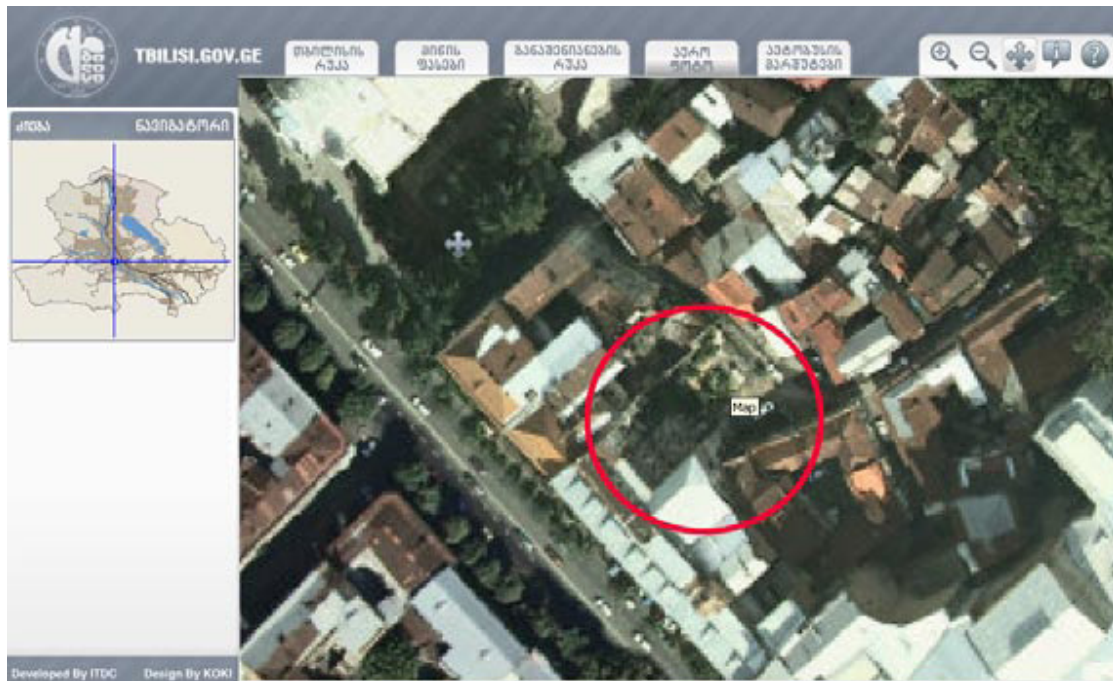 TBILISI.GOV.GE
თბილისის
რუკა
მიწის
ფასები
განაშენიანების
რუკა
აერო
ფოტო
ავტობუსის
მარშუტები
ძიება
ნავიგატორი
Map
Developed By ITDC
Design By KOKI